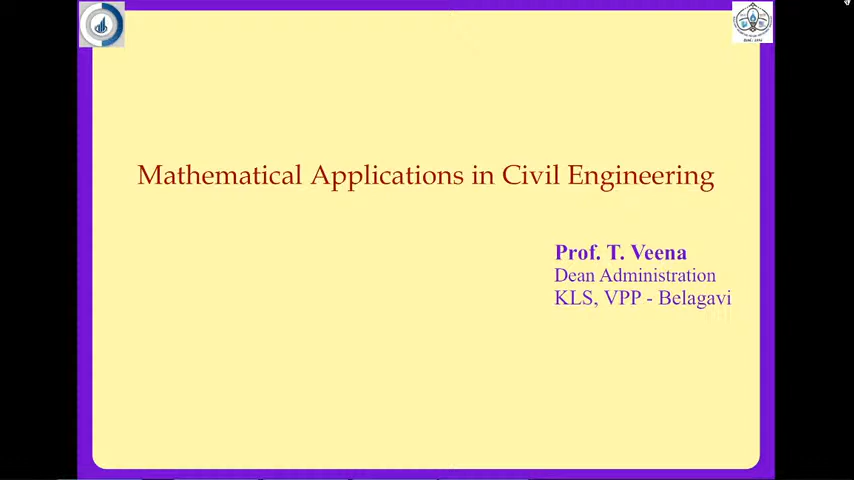 Mathematical Applications in Civil Engineering
Prof. T. Veena
Dean Administration
KLS, VPP - Belagavi